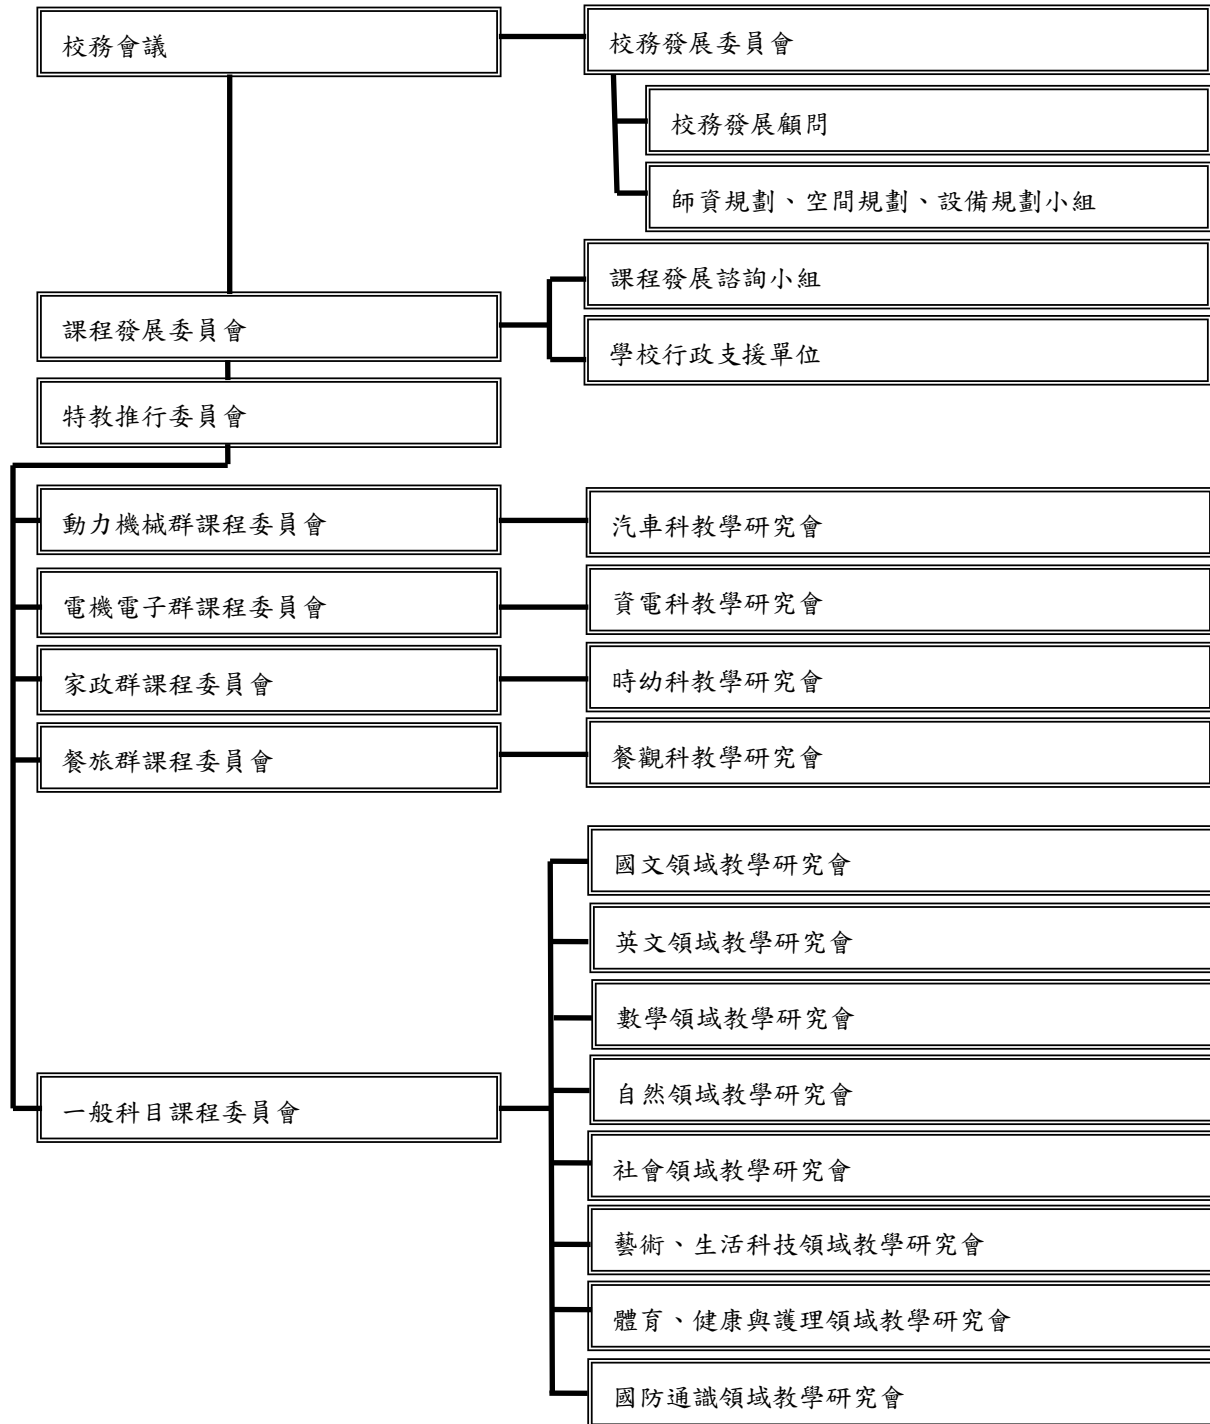 校務會議
校務發展委員會
校務發展顧問
師資規劃、空間規劃、設備規劃小組
課程發展諮詢小組
課程發展委員會
學校行政支援單位
特教推行委員會
動力機械群課程委員會
汽車科教學研究會
電機電子群課程委員會
資電科教學研究會
家政群課程委員會
時幼科教學研究會
餐旅群課程委員會
餐觀科教學研究會
國文領域教學研究會
英文領域教學研究會
數學領域教學研究會
自然領域教學研究會
一般科目課程委員會
社會領域教學研究會
藝術、生活科技領域教學研究會
體育、健康與護理領域教學研究會
國防通識領域教學研究會